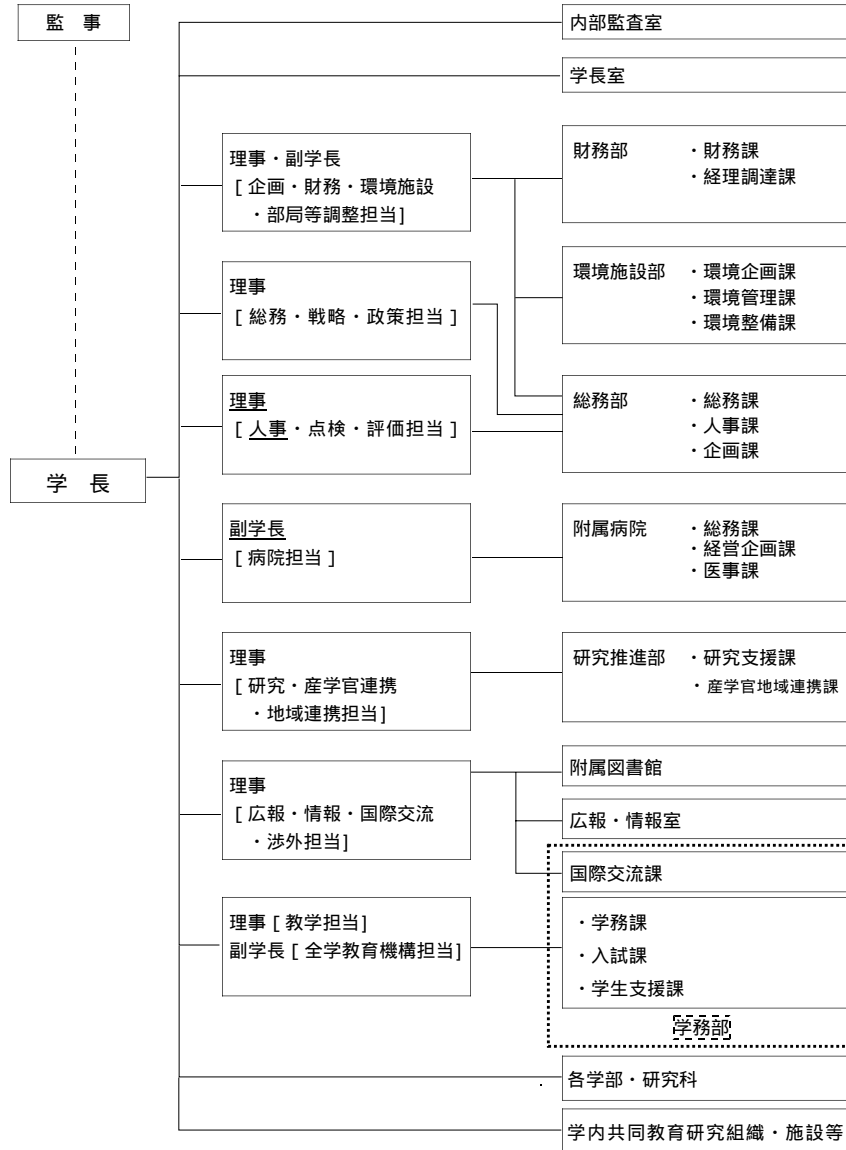 監　事
内部監査室
学長室
理事・副学長
[ 企画・財務・環境施設
・部局等調整担当]
財務部　・財務課
・経理調達課
環境施設部　・環境企画課
・環境管理課
・環境整備課
理事
[ 総務・戦略・政策担当 ]
理事
[ 人事・点検・評価担当 ]
総務部　・総務課
・人事課
・企画課
学　長
副学長
[ 病院担当 ]
附属病院　・総務課
・経営企画課
・医事課
理事
[ 研究・産学官連携
・地域連携担当]
研究推進部　・研究支援課
・産学官地域連携課
理事
[ 広報・情報・国際交流
・渉外担当]
附属図書館
広報・情報室
国際交流課
理事 [ 教学担当]
副学長 [ 全学教育機構担当]
・学務課
・入試課
・学生支援課
学務部
各学部・研究科
学内共同教育研究組織・施設等